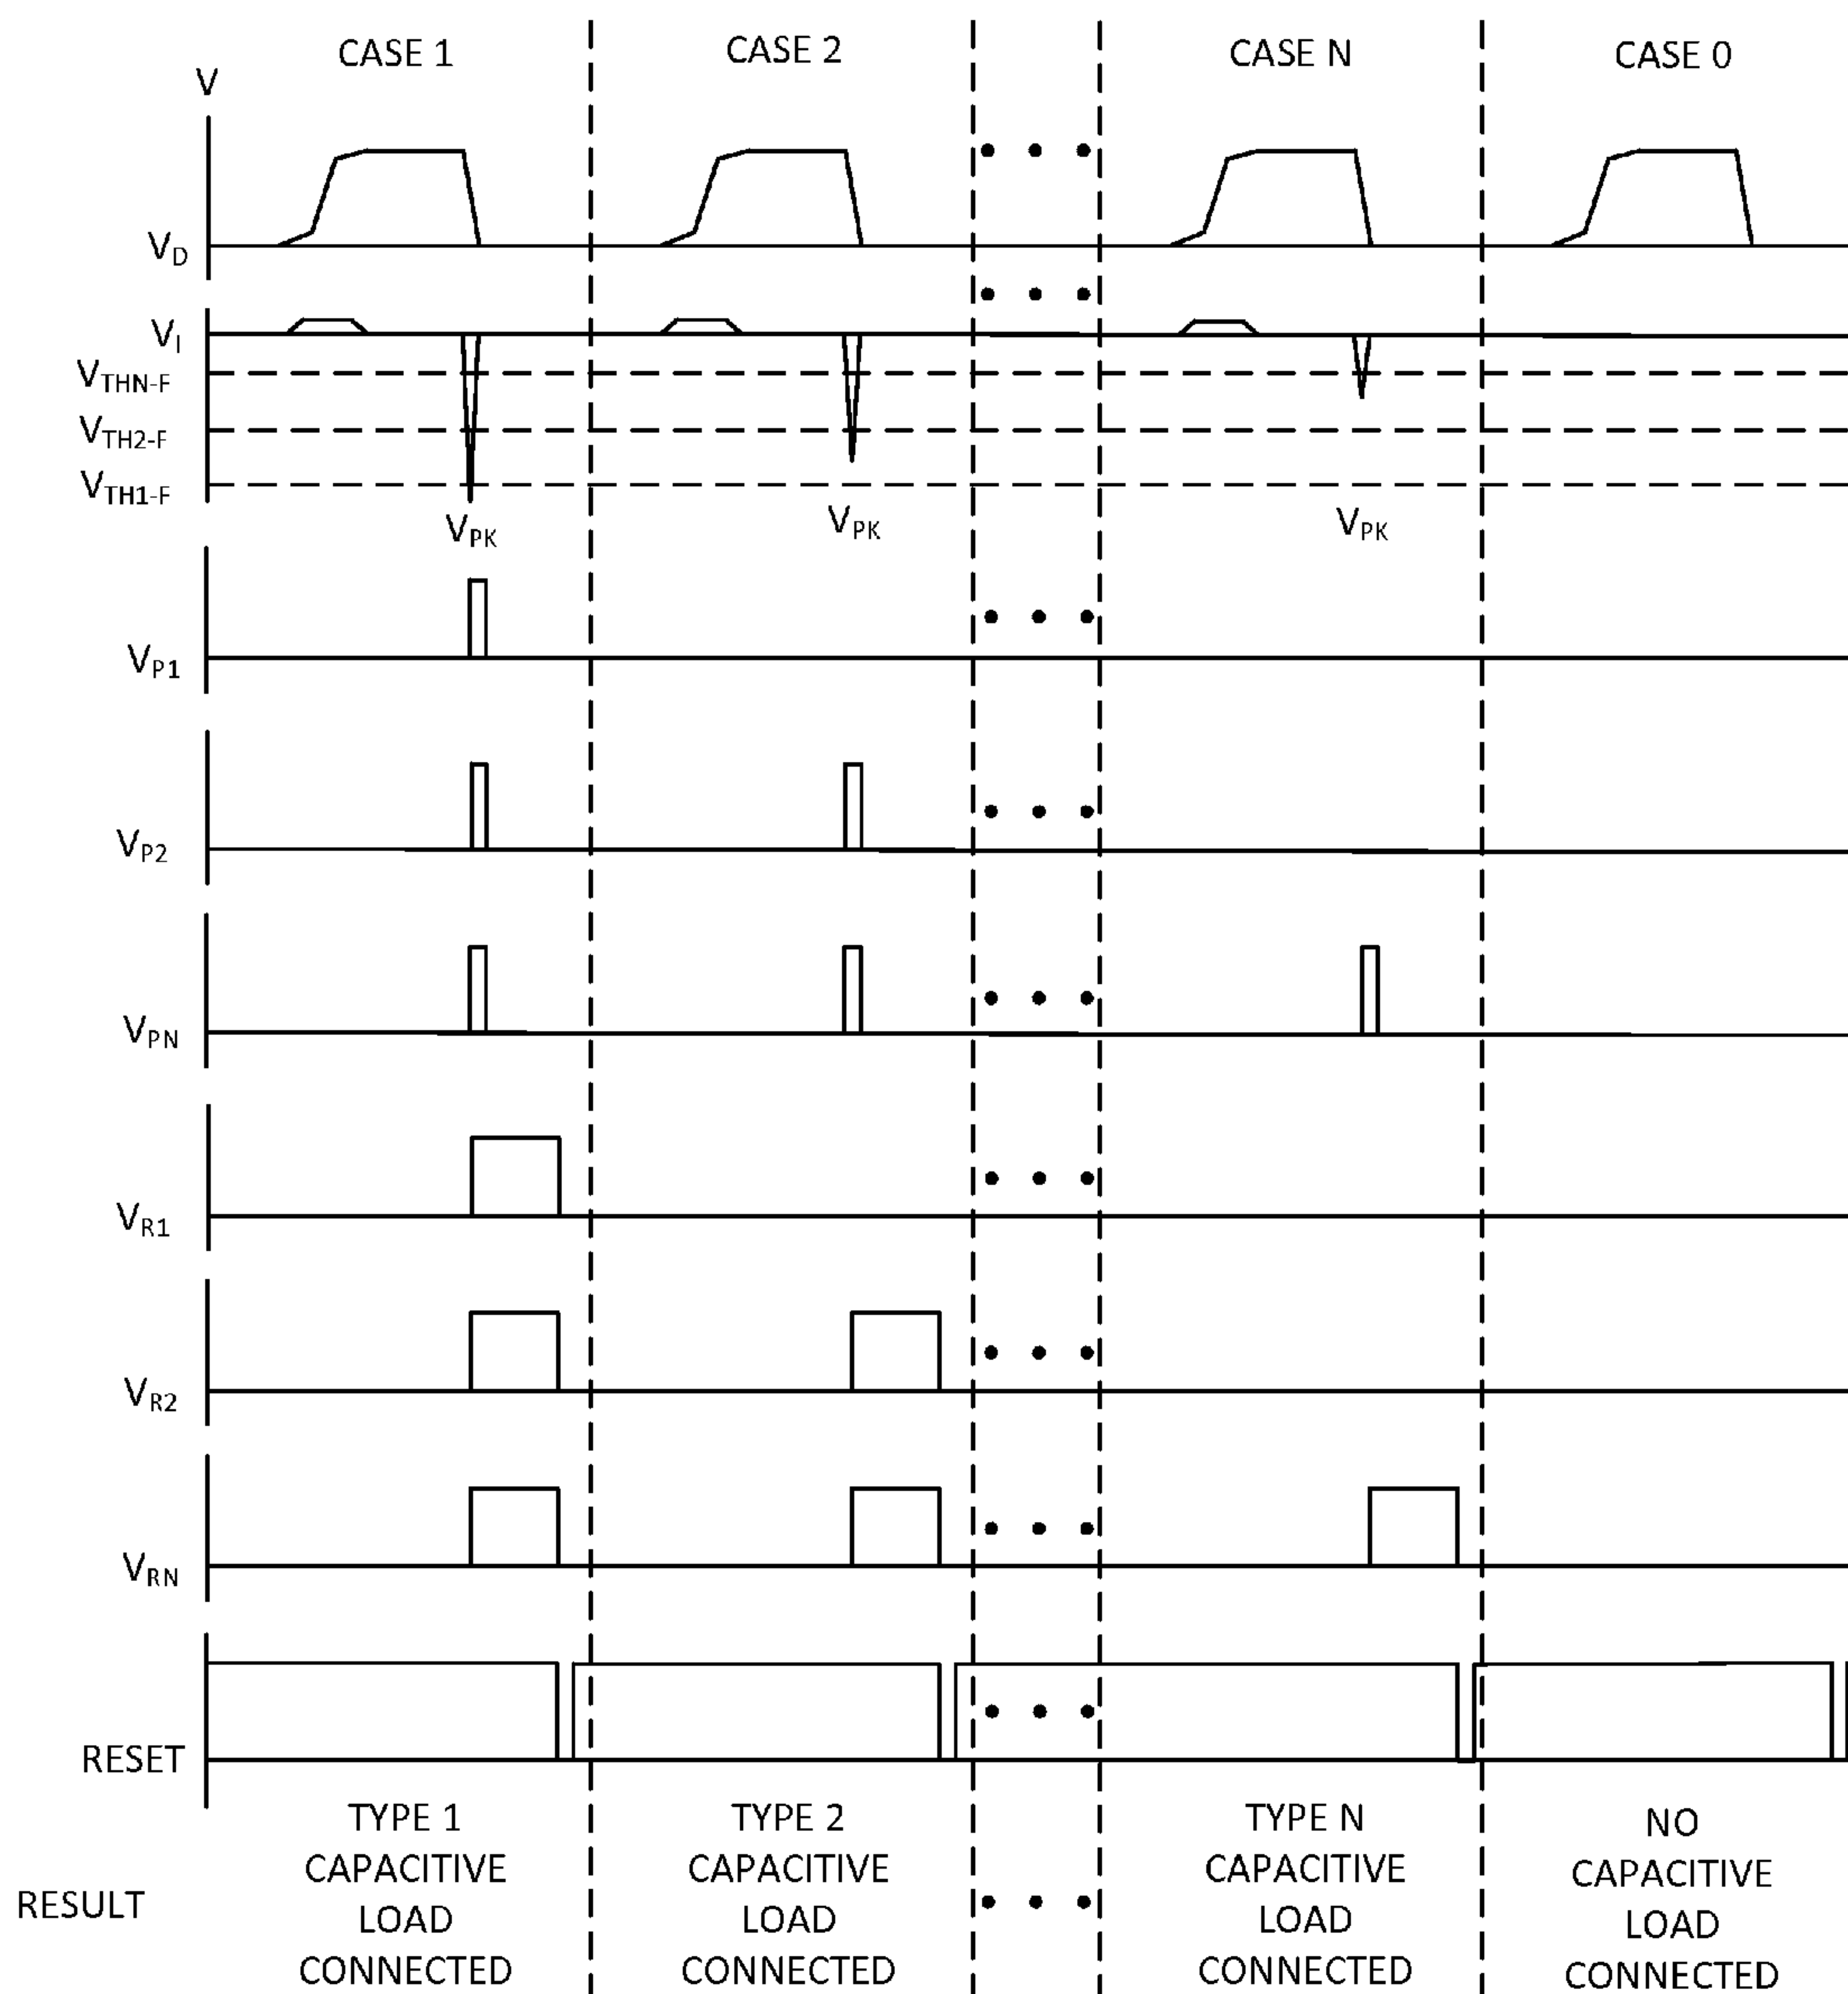 CASE 1
CASE 2
CASE N
CASE 0
V
V_D
V_I
V_THN-F
V_TH2-F
V_TH1-F
V_PK
V_PK
V_PK
V_P1
V_P2
V_PN
V_R1
V_R2
V_RN
RESET
RESULT
TYPE 1
CAPACITIVE
LOAD
CONNECTED
TYPE 2
CAPACITIVE
LOAD
CONNECTED
TYPE N
CAPACITIVE
LOAD
CONNECTED
NO
CAPACITIVE
LOAD
CONNECTED